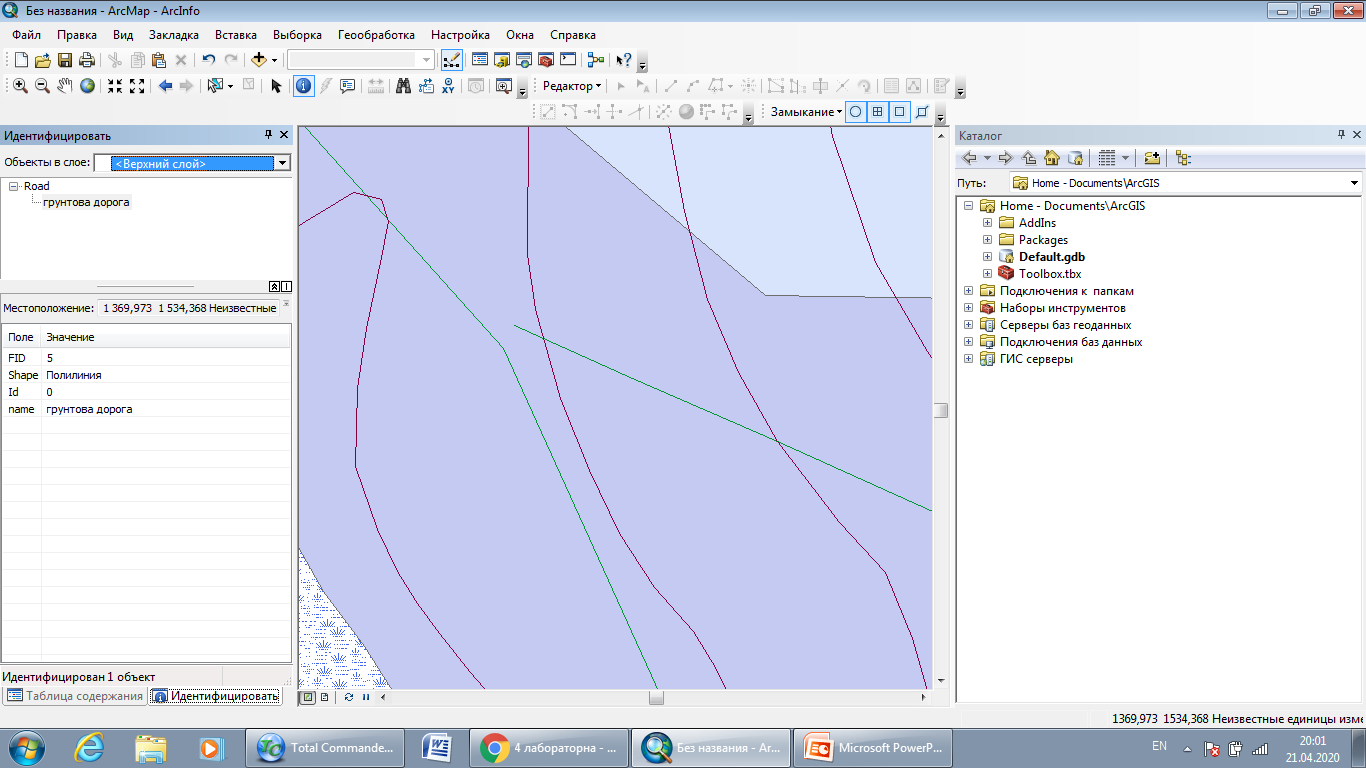 Без названия - ArcMap - ArcInfo
Файл Правка Вид Закладка Вставка Выборка Геообработка Настройка Окна Справка
Редактор
Замыкание
Идентифицировать
Объекты в слое: <Верхний слой>
Road
грунтова дорога
Местоположение: 1 369,973 1 534,368 Неизвестные
Поле Значение
FID 5
Shape Полилиния
Id 0
name грунтова дорога
Идентифицирован 1 объект
Таблица содержания Идентифицировать
Каталог
Путь: Home - Documents\ArcGIS
Home - Documents\ArcGIS
AddIns
Packages
Default.gdb
Toolbox.tbx
Подключения к папкам
Наборы инструментов
Серверы баз геоданных
Подключения баз данных
ГИС серверы
1369,973 1534,368 Неизвестные единицы изме
Total Commande... 4 лабораторна - ... Без названия - Ar... Microsoft PowerP... EN 20:01
21.04.2020